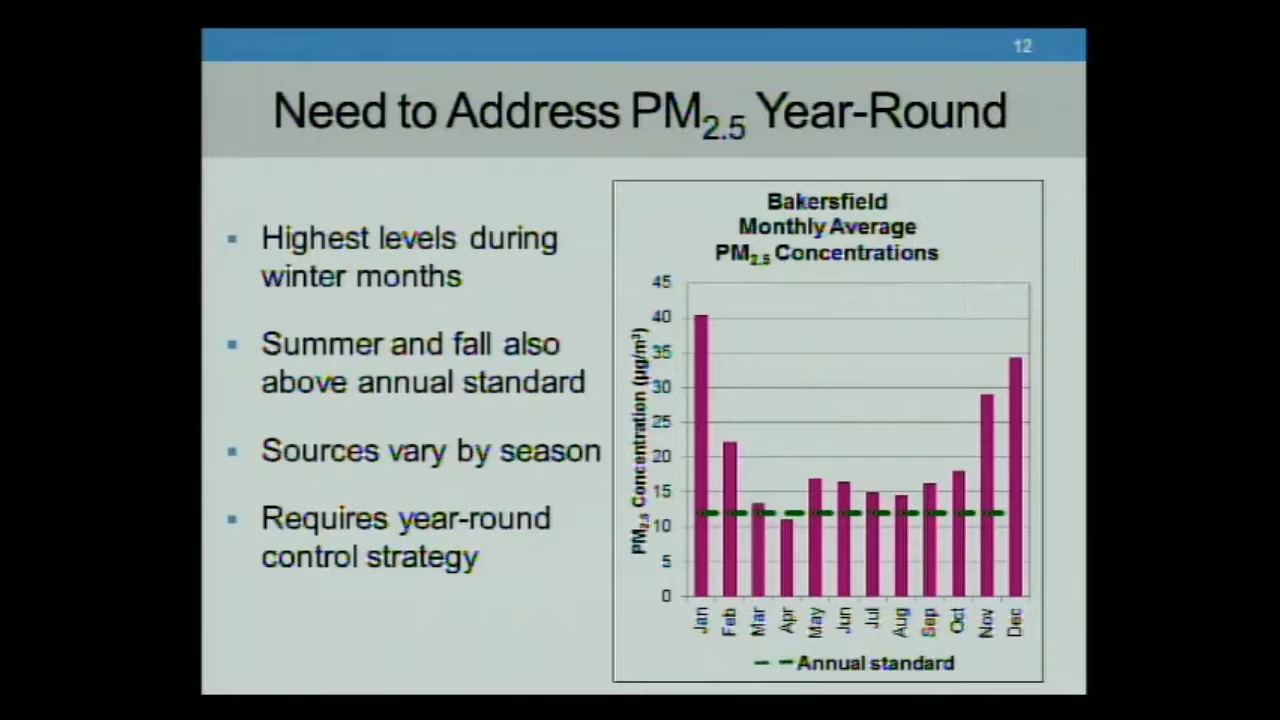 12
Need to Address PM2.5 Year-Round
▪ Highest levels during
winter months
▪ Summer and fall also
above annual standard
▪ Sources vary by season
▪ Requires year-round
control strategy
Bakersfield
Monthly Average
PM2.5 Concentrations
PM2.5 Concentration (µg/m³)
45
40
35
30
25
20
15
10
5
0
Jan Feb Mar Apr May Jun Jul Aug Sep Oct Nov Dec
Annual standard